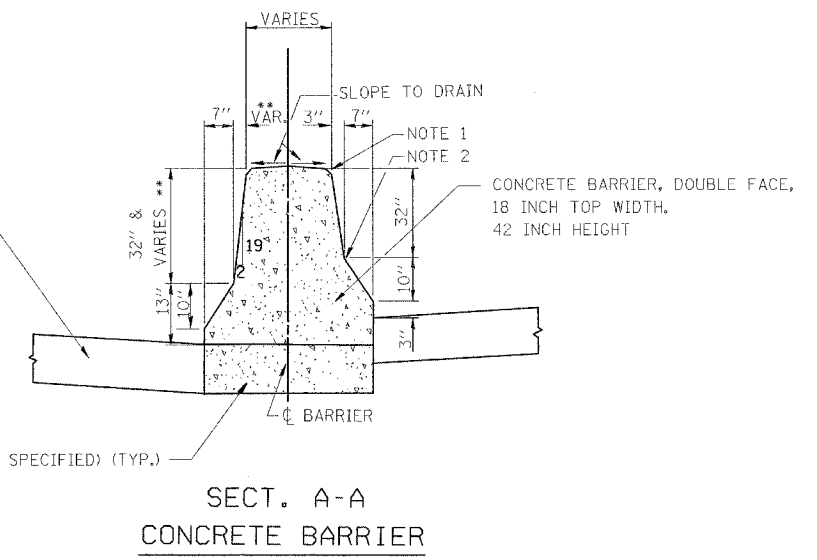 VARIES
SLOPE TO DRAIN
7" ** VAR. 3" 7"
NOTE 1
NOTE 2
CONCRETE BARRIER, DOUBLE FACE,
18 INCH TOP WIDTH,
42 INCH HEIGHT
32" &
VARIES **
32"
19
2
10"
13"
10"
3"
℄ BARRIER
SPECIFIED) (TYP.)
SECT. A-A
CONCRETE BARRIER